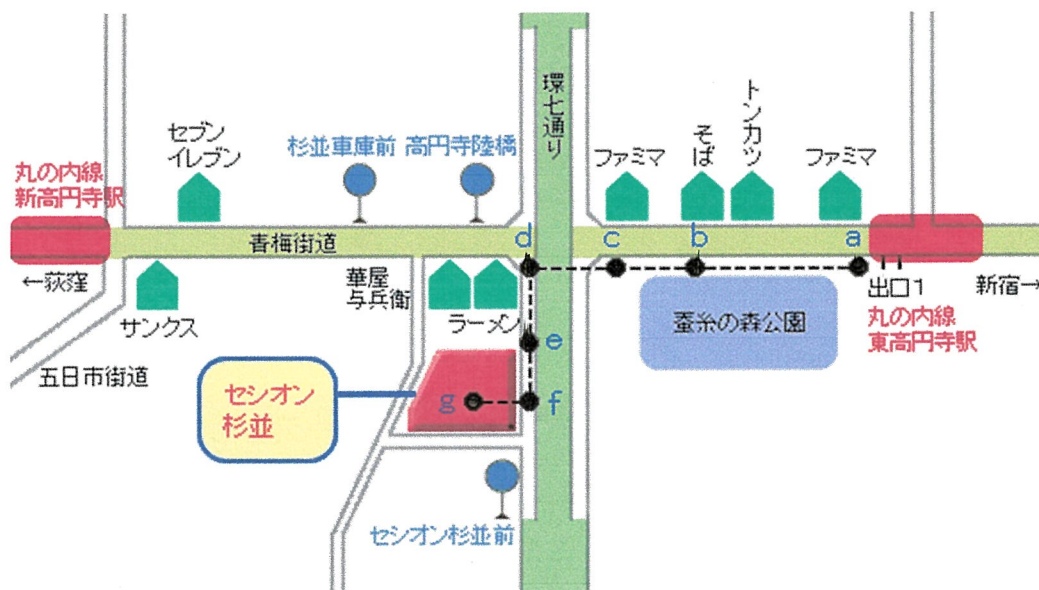 環七通り
トンカツ
そば
セブン
イレブン
杉並車庫前
高円寺陸橋
ファミマ
ファミマ
丸の内線
新高円寺駅
青梅街道
d
c
b
a
←荻窪
華屋
与兵衛
出口1
新宿→
サンクス
ラーメン
蚕糸の森公園
丸の内線
東高円寺駅
e
五日市街道
セシオン
杉並
g
f
セシオン杉並前